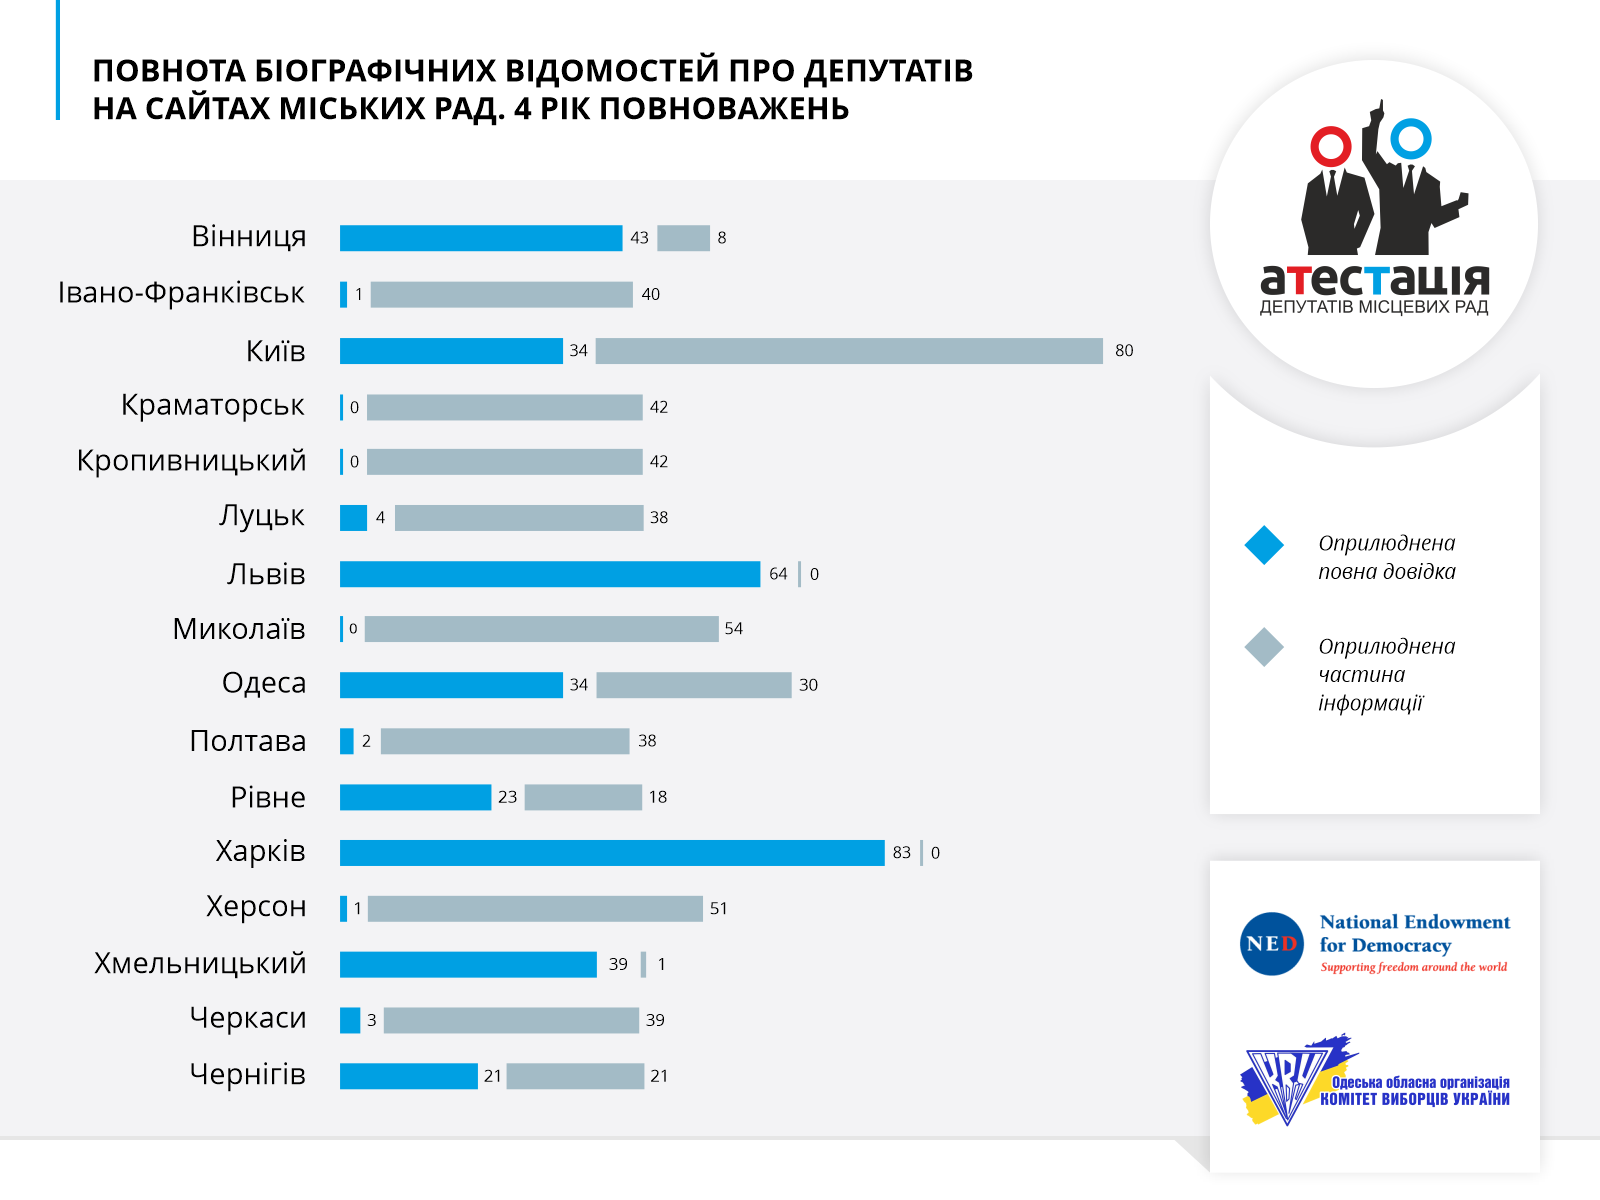 ПОВНОТА БІОГРАФІЧНИХ ВІДОМОСТЕЙ ПРО ДЕПУТАТІВ
НА САЙТАХ МІСЬКИХ РАД. 4 РІК ПОВНОВАЖЕНЬ
атестація
ДЕПУТАТІВ МІСЦЕВИХ РАД
Вінниця 43 8
Івано-Франківськ 1 40
Київ 34 80
Краматорськ 0 42
Кропивницький 0 42
Луцьк 4 38
Львів 64 0
Миколаїв 0 54
Одеса 34 30
Полтава 2 38
Рівне 23 18
Харків 83 0
Херсон 1 51
Хмельницький 39 1
Черкаси 3 39
Чернігів 21 21
Оприлюднена
повна довідка
Оприлюднена
частина
інформації
NED
National Endowment
for Democracy
Supporting freedom around the world
КВУ
Одеська обласна організація
КОМІТЕТ ВИБОРЦІВ УКРАЇНИ